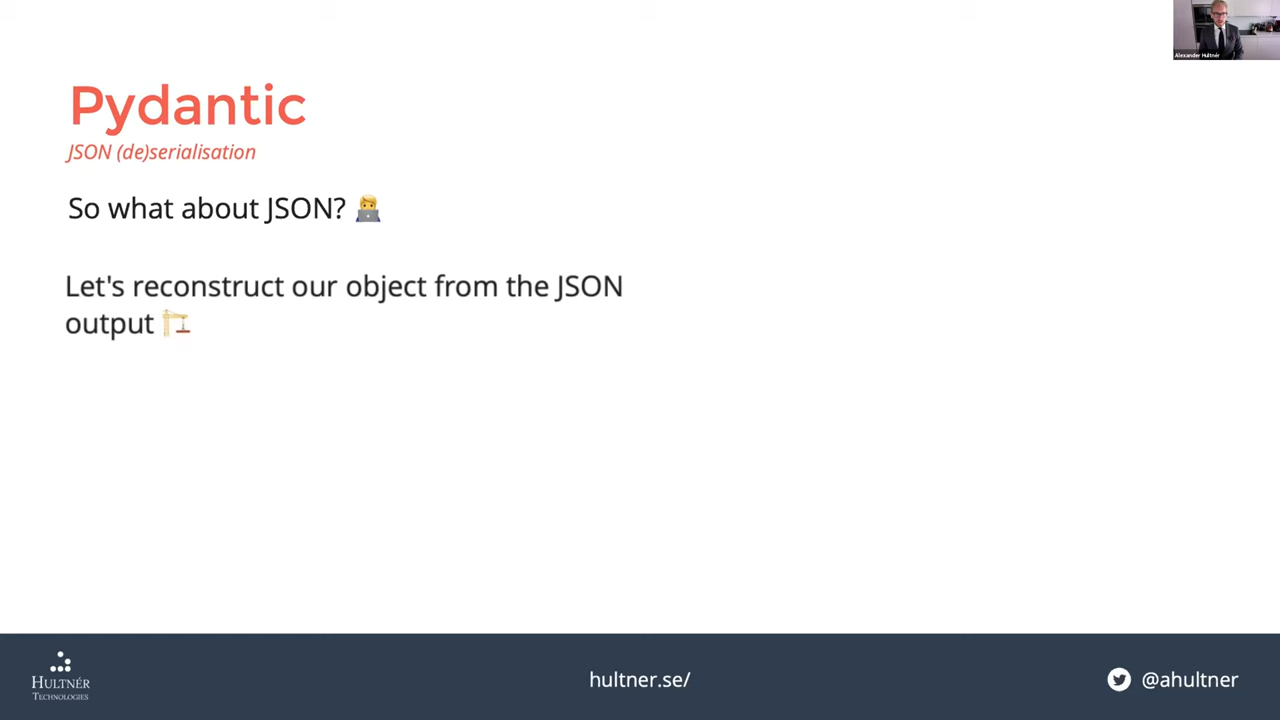 Alexander Hultnér
Pydantic
JSON (de)serialisation
So what about JSON? 👨‍💻
Let's reconstruct our object from the JSON
output 🏗️
HULTNÉR
TECHNOLOGIES
hultner.se/
@ahultner